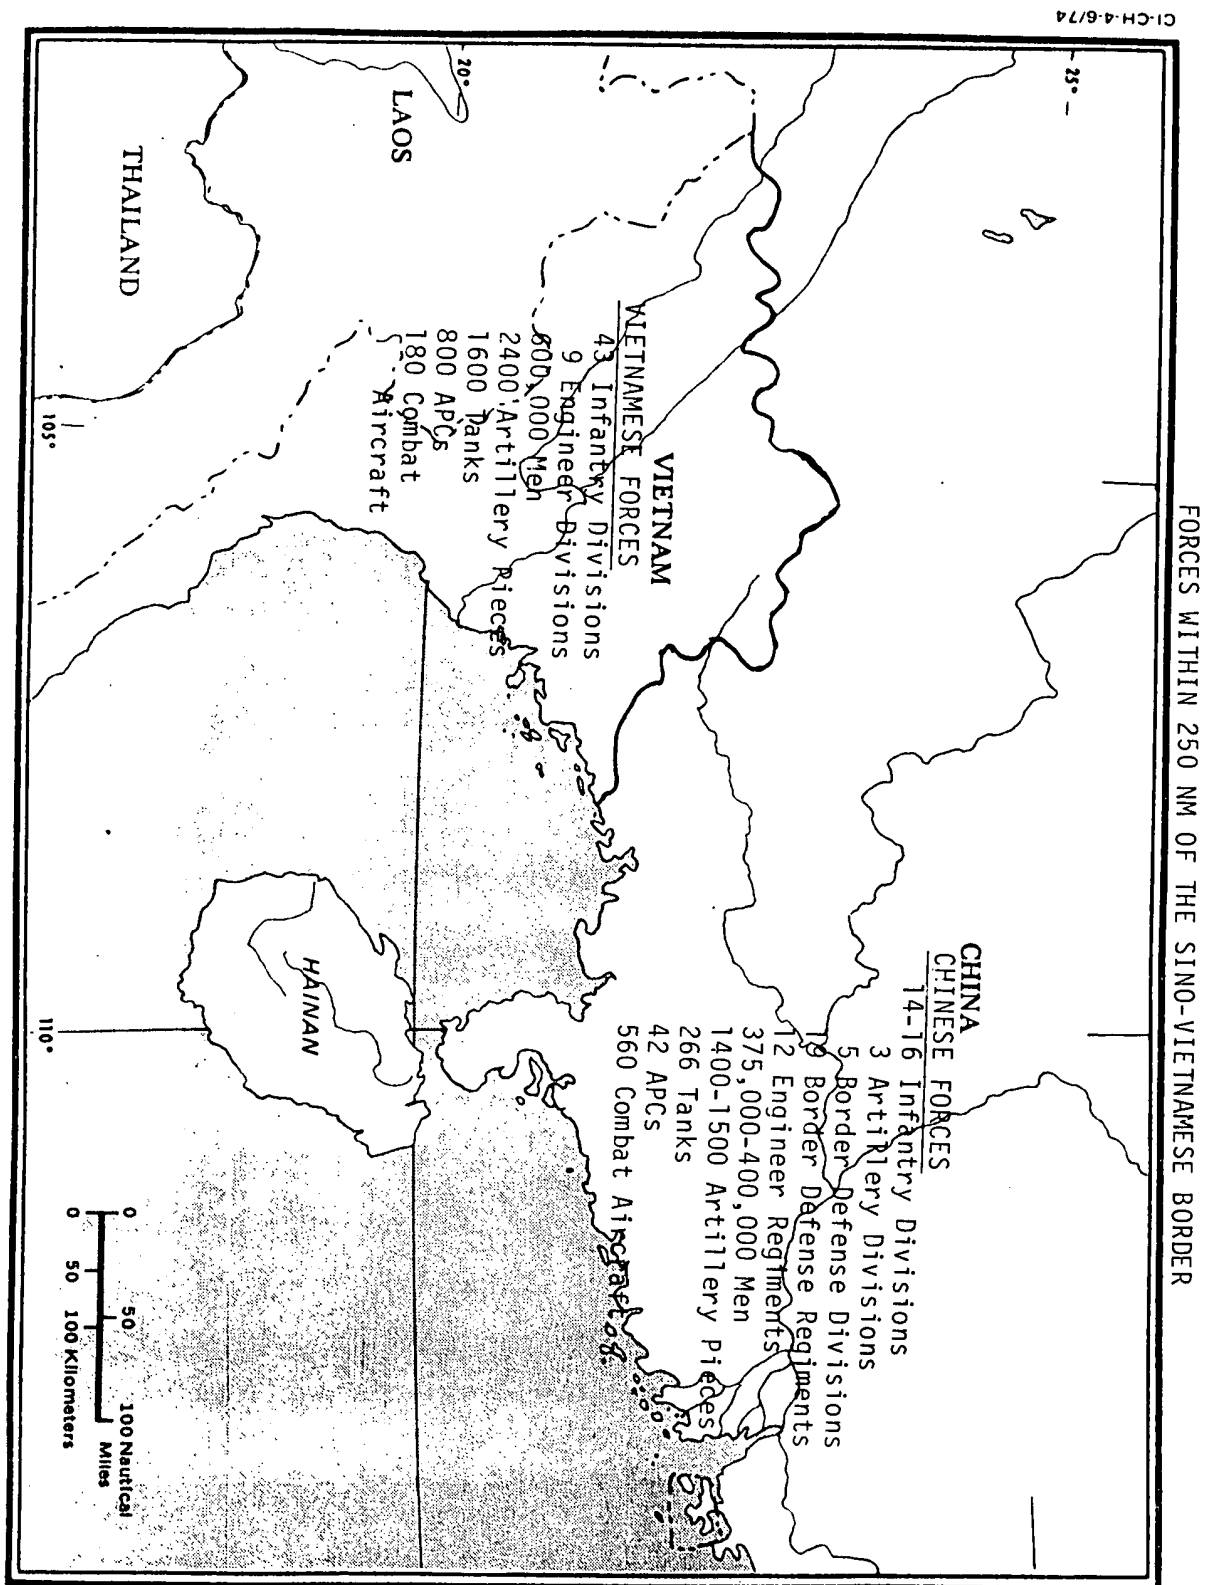 FORCES WITHIN 250 NM OF THE SINO-VIETNAMESE BORDER
25°
CHINA
CHINESE FORCES
14-16 Infantry Divisions
3 Artillery Divisions
5 Border Defense Divisions
19 Border Defense Regiments
12 Engineer Regiments
375,000-400,000 Men
1400-1500 Artillery Pieces
266 Tanks
42 APCs
560 Combat Aircraft
VIETNAM
VIETNAMESE FORCES
43 Infantry Divisions
9 Engineer Divisions
600,000 Men
2400 Artillery Pieces
1600 Tanks
800 APCs
180 Combat
Aircraft
20°
LAOS
THAILAND
HAINAN
105°
110°
0 50 100 Nautical
Miles
0 50 100 Kilometers
CI-CH-4-6/74